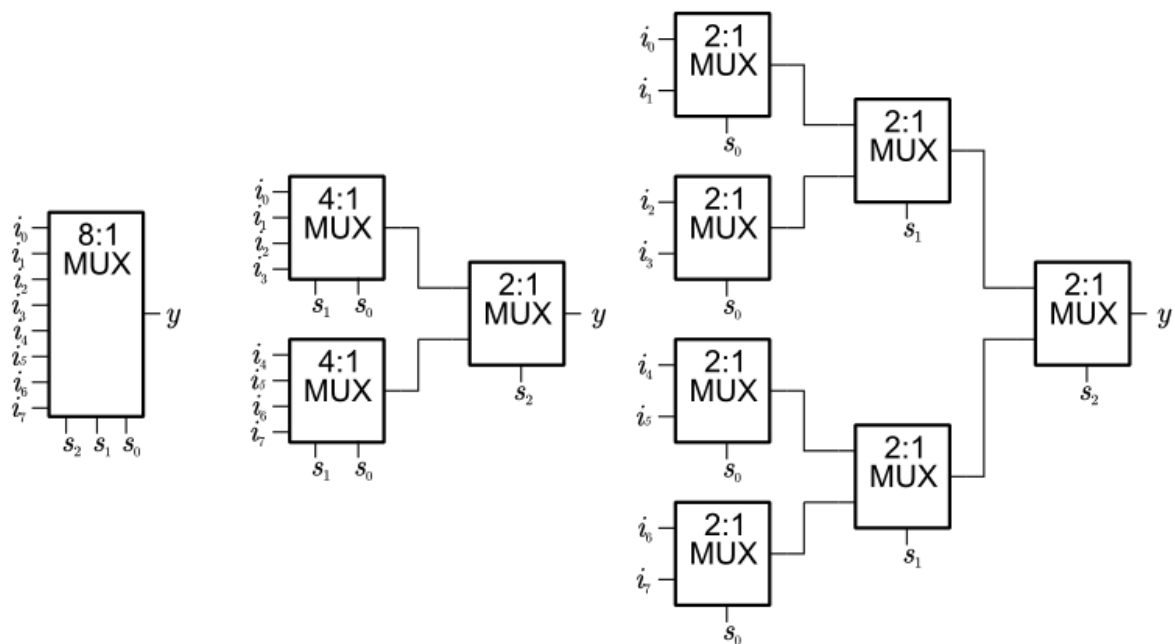 8:1
MUX
i₀
i₁
i₂
i₃
i₄
i₅
i₆
i₇
s₂ s₁ s₀
y
4:1
MUX
i₀
i₁
i₂
i₃
s₁ s₀
4:1
MUX
i₄
i₅
i₆
i₇
s₁ s₀
2:1
MUX
s₂
y
2:1
MUX
i₀
i₁
s₀
2:1
MUX
i₂
i₃
s₀
2:1
MUX
i₄
i₅
s₀
2:1
MUX
i₆
i₇
s₀
2:1
MUX
s₁
2:1
MUX
s₁
2:1
MUX
s₂
y